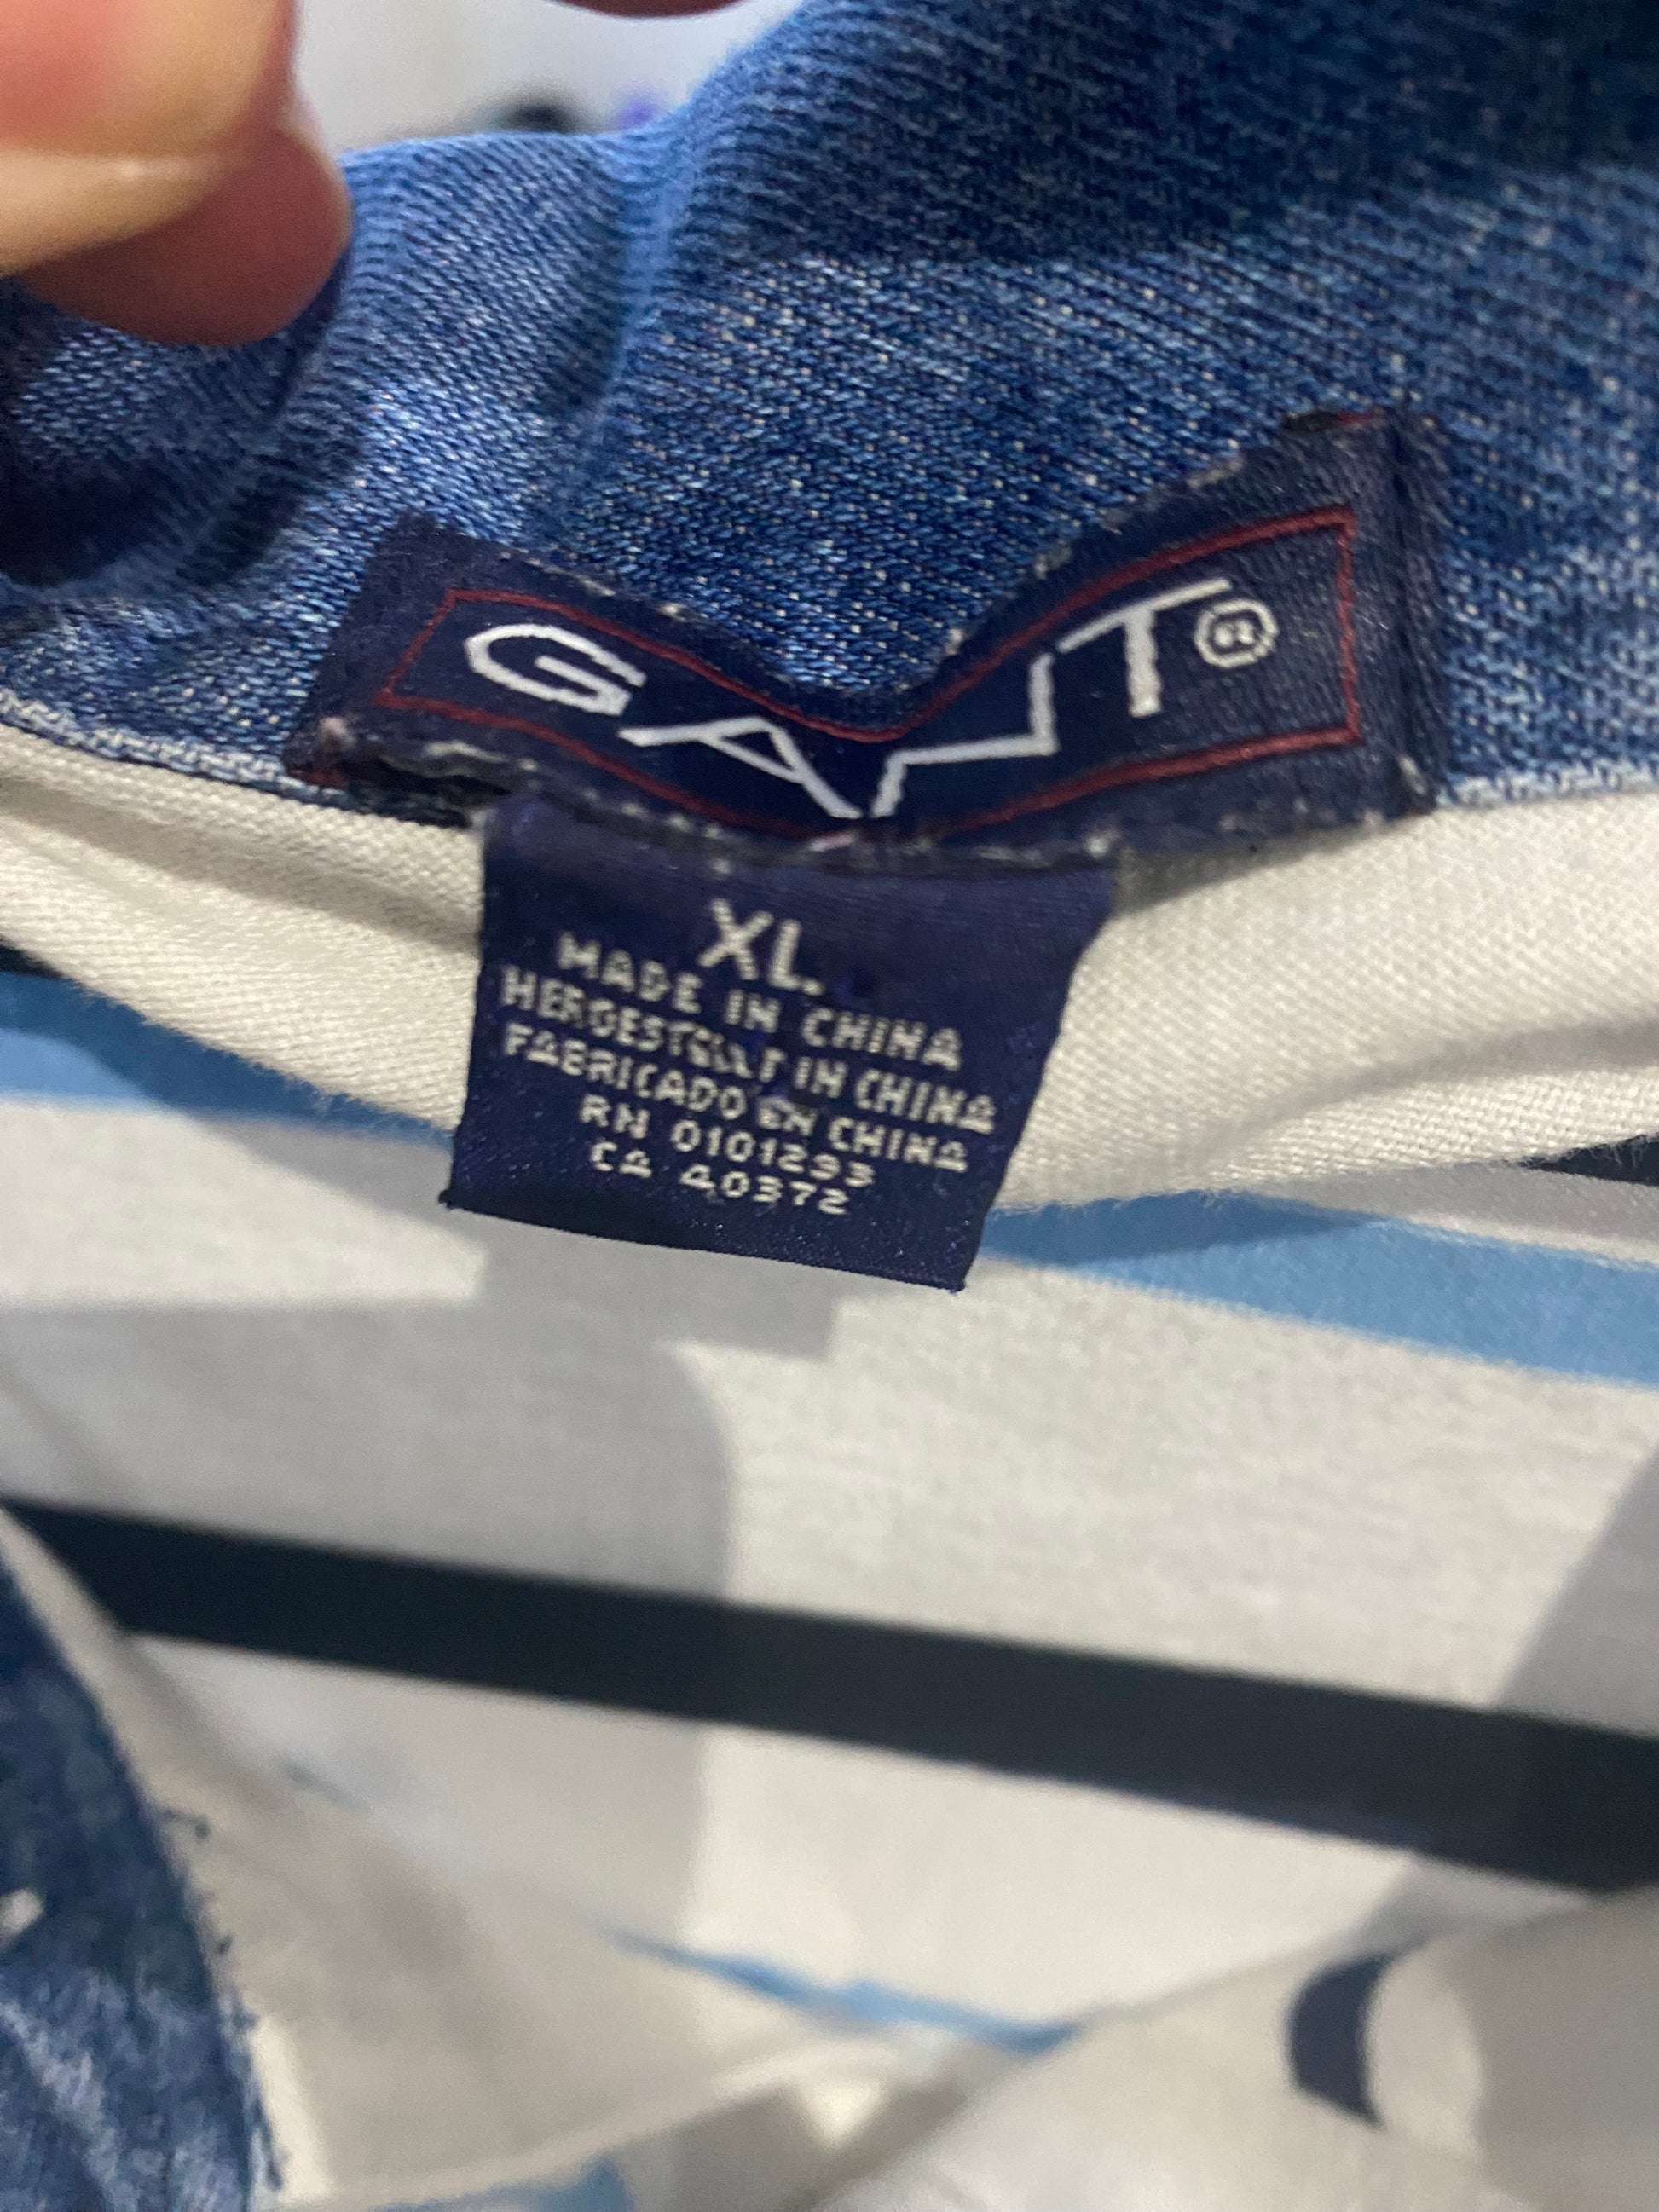 GANT®
XL
MADE IN CHINA
HERGESTELLT IN CHINA
FABRICADO EN CHINA
RN 0101293
CA 40372